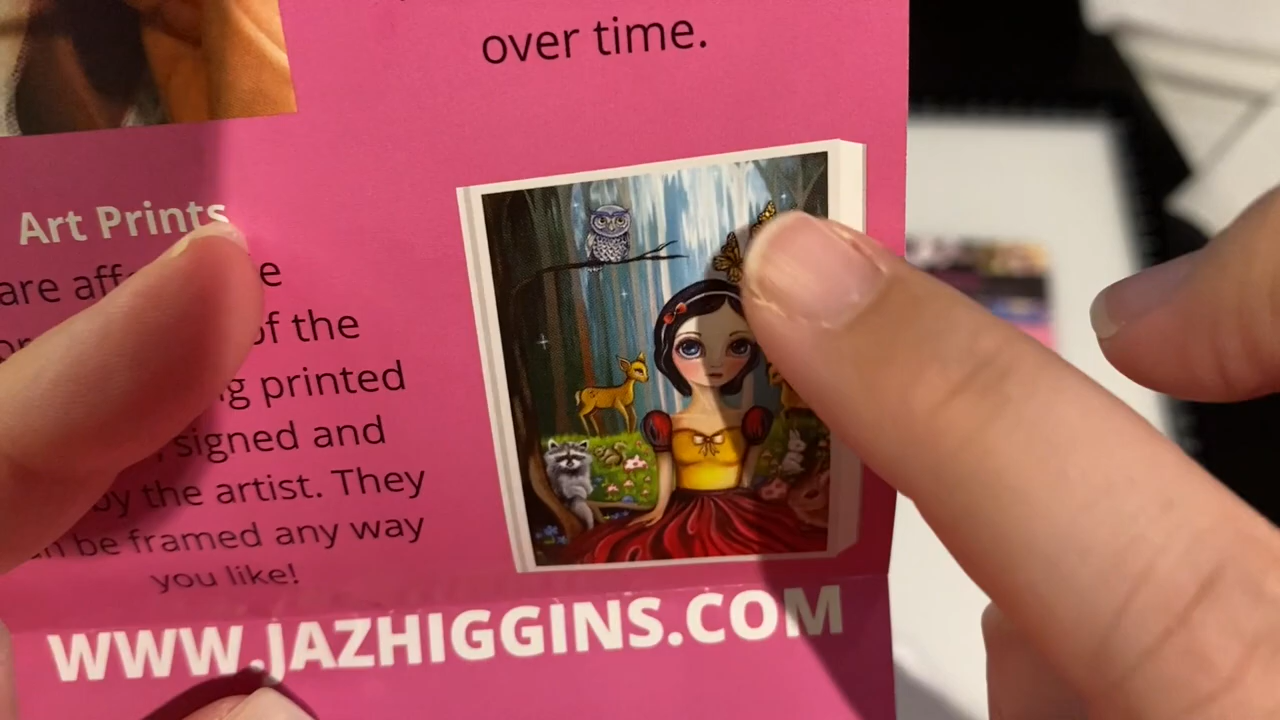 over time.
Art Prints
are
of the
printed
signed and
by the artist. They
be framed any way
you like!
WWW.JAZHIGGINS.COM